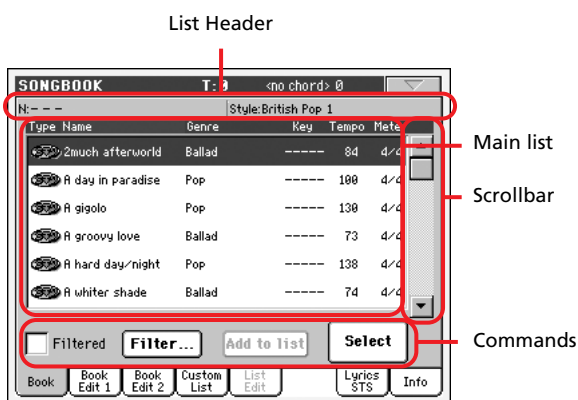 List Header
SONGBOOK T:0 <no chord> 0
N:--- Style:British Pop 1
Type Name Genre Key Tempo Mete
2much afterworld Ballad ----- 84 4/4
A day in paradise Pop ----- 100 4/4
A gigolo Pop ----- 130 4/4
A groovy love Ballad ----- 73 4/4
A hard day/night Pop ----- 138 4/4
A whiter shade Ballad ----- 74 4/4
Main list
Scrollbar
Filtered Filter... Add to list Select
Commands
Book Book Edit 1 Book Edit 2 Custom List List Edit Lyrics STS Info